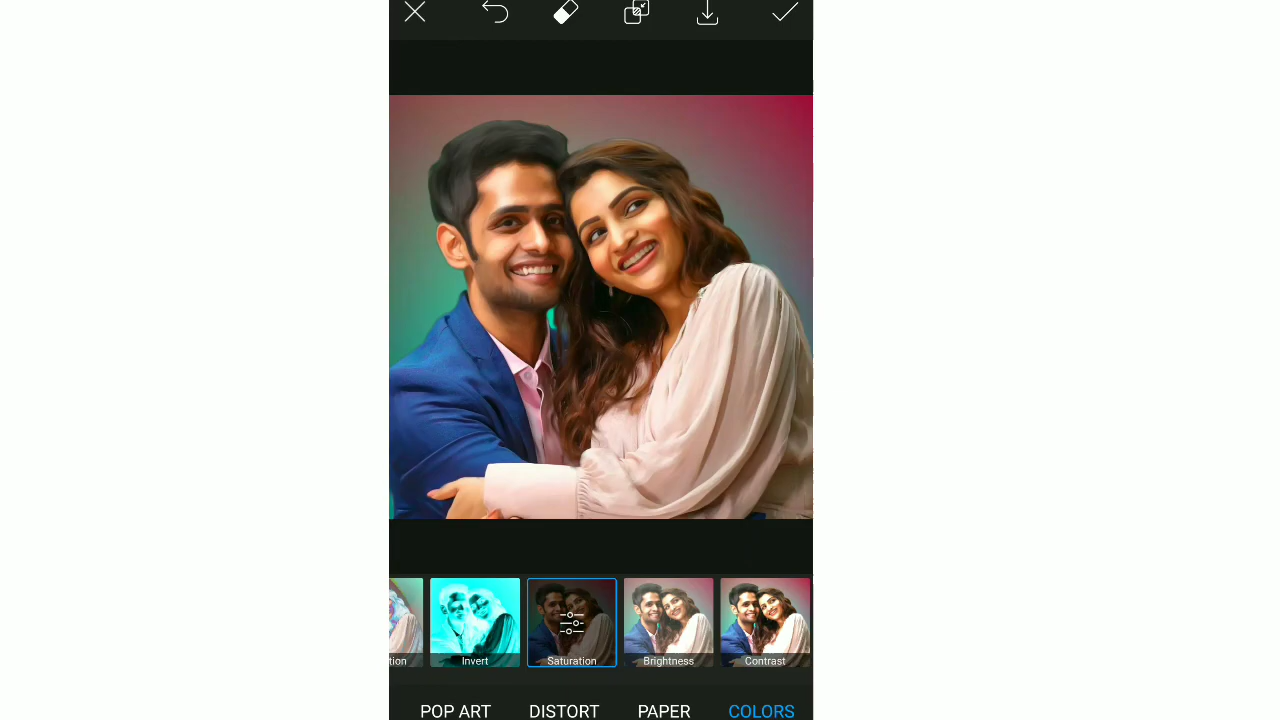 tion
Invert
Saturation
Brightness
Contrast
POP ART
DISTORT
PAPER
COLORS